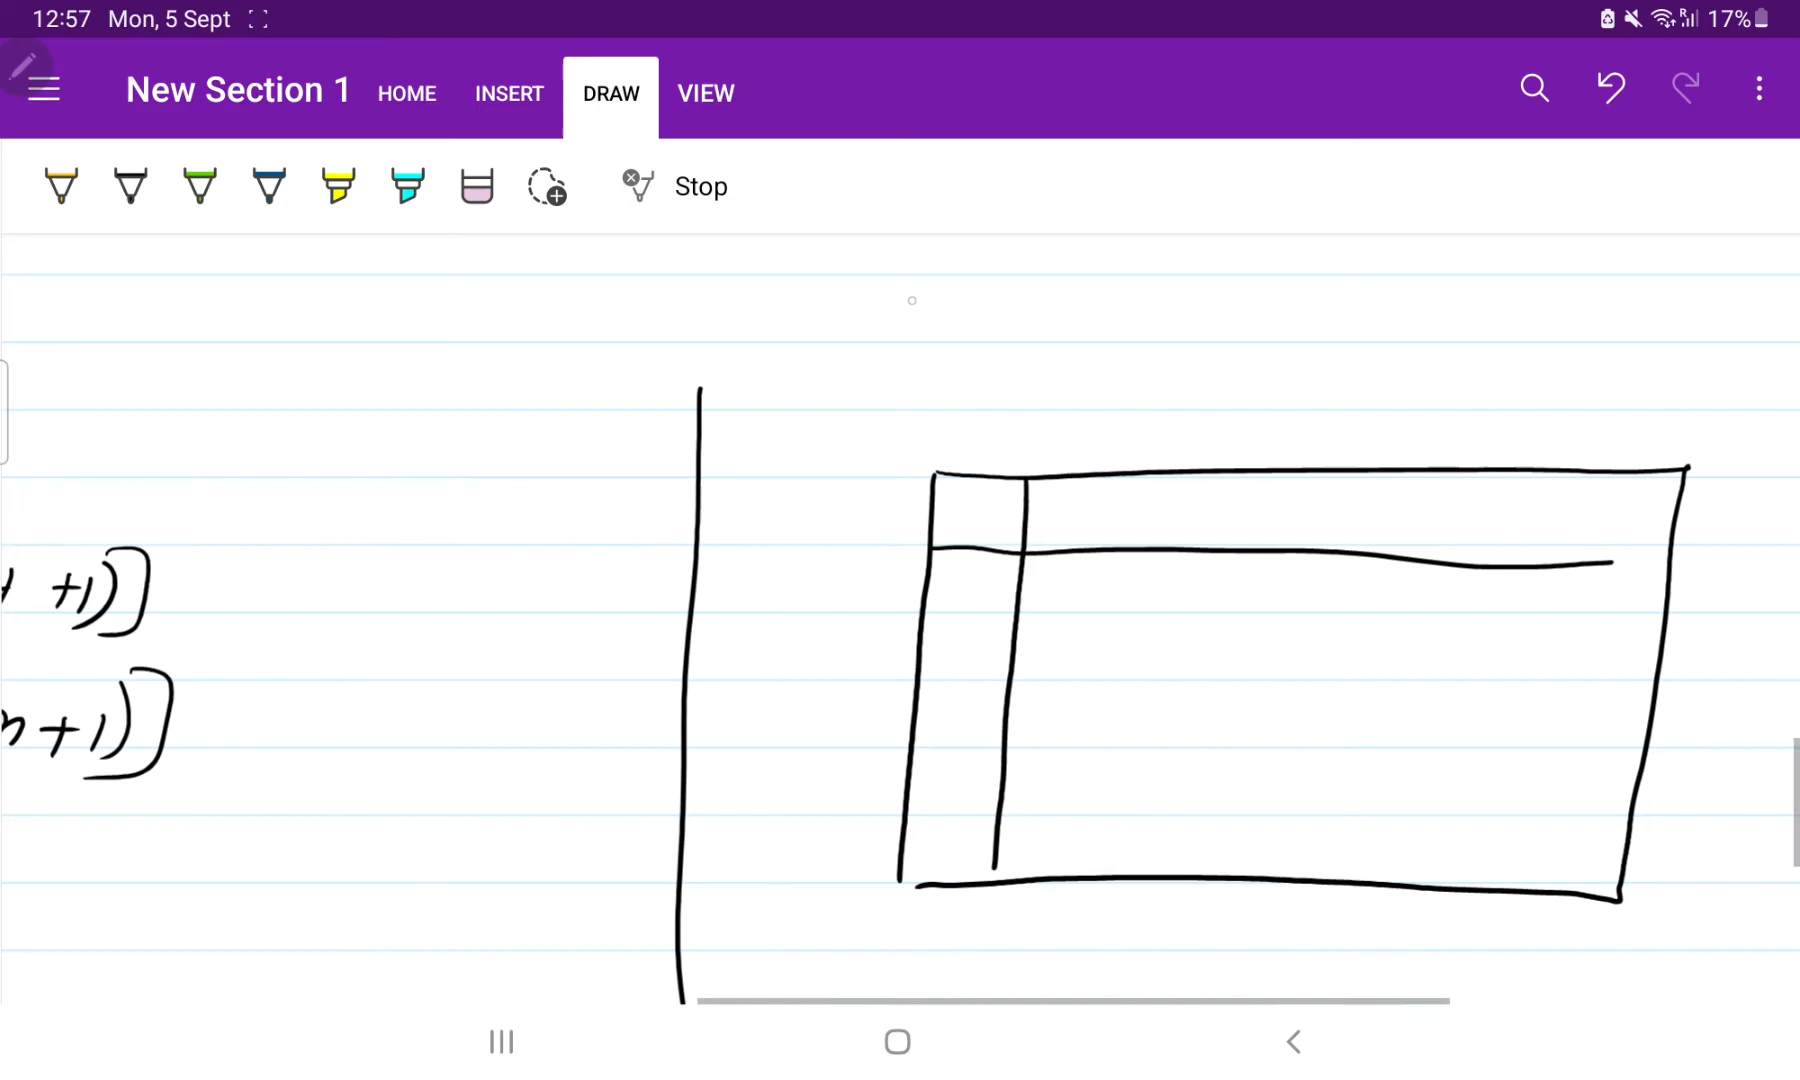 12:57 Mon, 5 Sept R 17%
New Section 1 HOME INSERT DRAW VIEW
Stop
+1)]
n+1)]